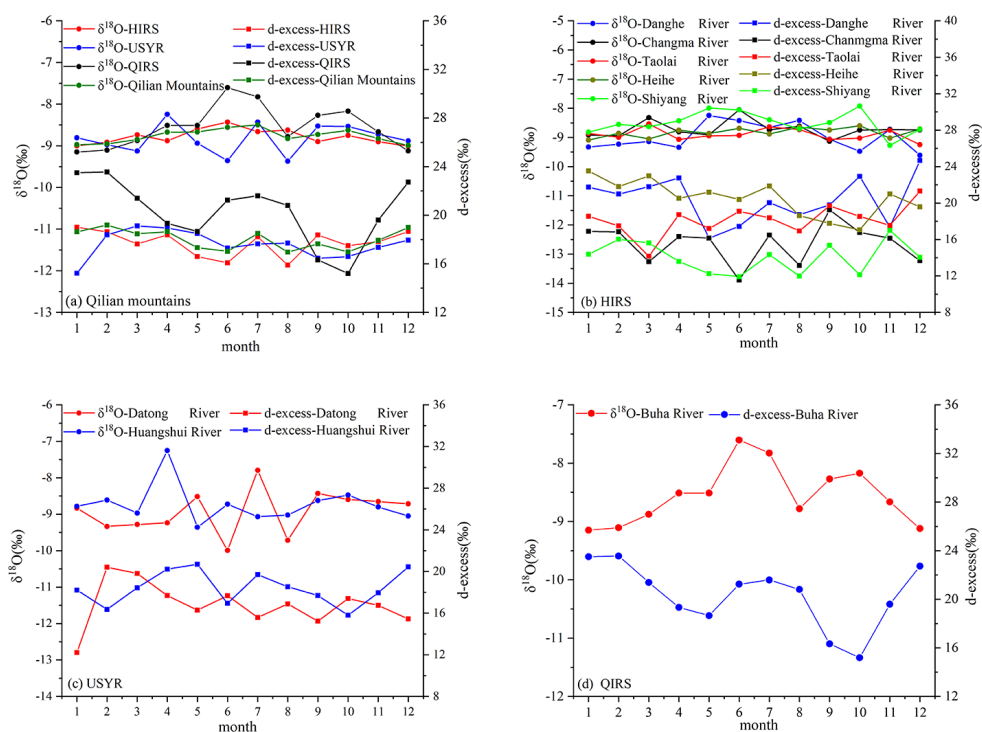 δ18O-HIRS d-excess-HIRS
δ18O-USYR d-excess-USYR
δ18O-QIRS d-excess-QIRS
δ18O-Qilian Mountains d-excess-Qilian Mountains
-6 -7 -8 -9 -10 -11 -12 -13
δ18O(‰)
36 32 28 24 20 16 12
d-excess(‰)
(a) Qilian mountains
1 2 3 4 5 6 7 8 9 10 11 12
month
δ18O-Danghe River d-excess-Danghe River
δ18O-Changma River d-excess-Chanmgma River
δ18O-Taolai River d-excess-Taolai River
δ18O-Heihe River d-excess-Heihe River
δ18O-Shiyang River d-excess-Shiyang River
-5 -6 -7 -8 -9 -10 -11 -12 -13 -14 -15
δ18O(‰)
40 36 32 28 24 20 16 12 8
d-excess(‰)
(b) HIRS
1 2 3 4 5 6 7 8 9 10 11 12
month
δ18O-Datong River d-excess-Datong River
δ18O-Huangshui River d-excess-Huangshui River
-6 -7 -8 -9 -10 -11 -12 -13 -14
δ18O(‰)
36 32 28 24 20 16 12 8
d-excess(‰)
(c) USYR
1 2 3 4 5 6 7 8 9 10 11 12
month
δ18O-Buha River d-excess-Buha River
-7 -8 -9 -10 -11 -12
δ18O(‰)
36 32 28 24 20 16 12
d-excess(‰)
(d) QIRS
1 2 3 4 5 6 7 8 9 10 11 12
month